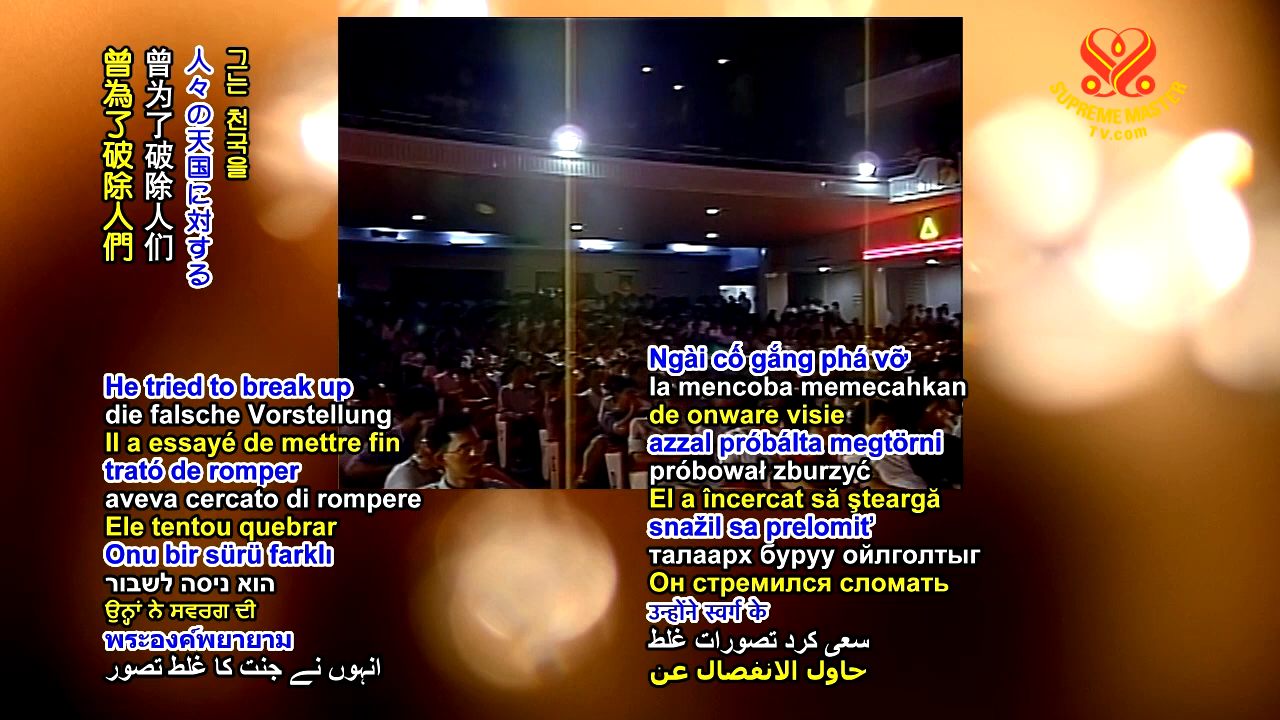 그는 천국을
人々の天国に対する
曾为了破除人们
曾為了破除人們
SUPREME MASTER
TV.com
He tried to break up
die falsche Vorstellung
Il a essayé de mettre fin
trató de romper
aveva cercato di rompere
Ele tentou quebrar
Onu bir sürü farklı
הוא ניסה לשבור
ਉਨ੍ਹਾਂ ਨੇ ਸਵਰਗ ਦੀ
พระองค์พยายาม
انہوں نے جنت کا غلط تصور
Ngài cố gắng phá vỡ
Ia mencoba memecahkan
de onware visie
azzal próbálta megtörni
próbował zburzyć
El a încercat să şteargă
snažil sa prelomiť
талаарх буруу ойлголтыг
Он стремился сломать
उन्होंने स्वर्ग के
سعی کرد تصورات غلط
حاول الانفصال عن